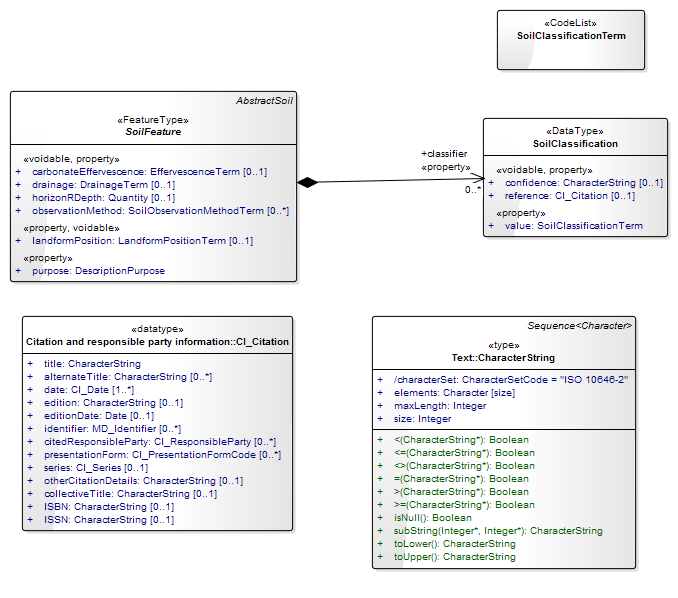 «CodeList»
SoilClassificationTerm
AbstractSoil
«FeatureType»
SoilFeature
«voidable, property»
+ carbonateEffervescence: EffervescenceTerm [0..1]
+ drainage: DrainageTerm [0..1]
+ horizonRDepth: Quantity [0..1]
+ observationMethod: SoilObservationMethodTerm [0..*]
«property, voidable»
+ landformPosition: LandformPositionTerm [0..1]
«property»
+ purpose: DescriptionPurpose
+classifier
«property»
0..*
«DataType»
SoilClassification
«voidable, property»
+ confidence: CharacterString [0..1]
+ reference: CI_Citation [0..1]
«property»
+ value: SoilClassificationTerm
«datatype»
Citation and responsible party information::CI_Citation
+ title: CharacterString
+ alternateTitle: CharacterString [0..*]
+ date: CI_Date [1..*]
+ edition: CharacterString [0..1]
+ editionDate: Date [0..1]
+ identifier: MD_Identifier [0..*]
+ citedResponsibleParty: CI_ResponsibleParty [0..*]
+ presentationForm: CI_PresentationFormCode [0..*]
+ series: CI_Series [0..1]
+ otherCitationDetails: CharacterString [0..1]
+ collectiveTitle: CharacterString [0..1]
+ ISBN: CharacterString [0..1]
+ ISSN: CharacterString [0..1]
Sequence<Character>
«type»
Text::CharacterString
+ /characterSet: CharacterSetCode = "ISO 10646-2"
+ elements: Character [size]
+ maxLength: Integer
+ size: Integer
+ <(CharacterString*): Boolean
+ <=(CharacterString*): Boolean
+ <>(CharacterString*): Boolean
+ =(CharacterString*): Boolean
+ >(CharacterString*): Boolean
+ >=(CharacterString*): Boolean
+ isNull(): Boolean
+ subString(Integer*, Integer*): CharacterString
+ toLower(): CharacterString
+ toUpper(): CharacterString